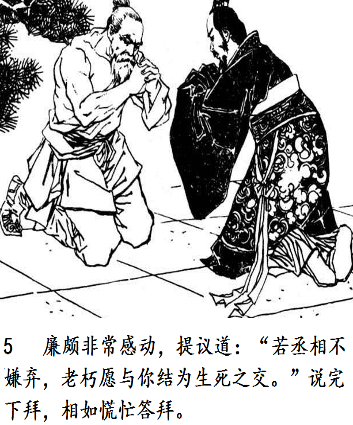 5 廉颇非常感动，提议道：“若丞相不
嫌弃，老朽愿与你结为生死之交。”说完
下拜，相如慌忙答拜。